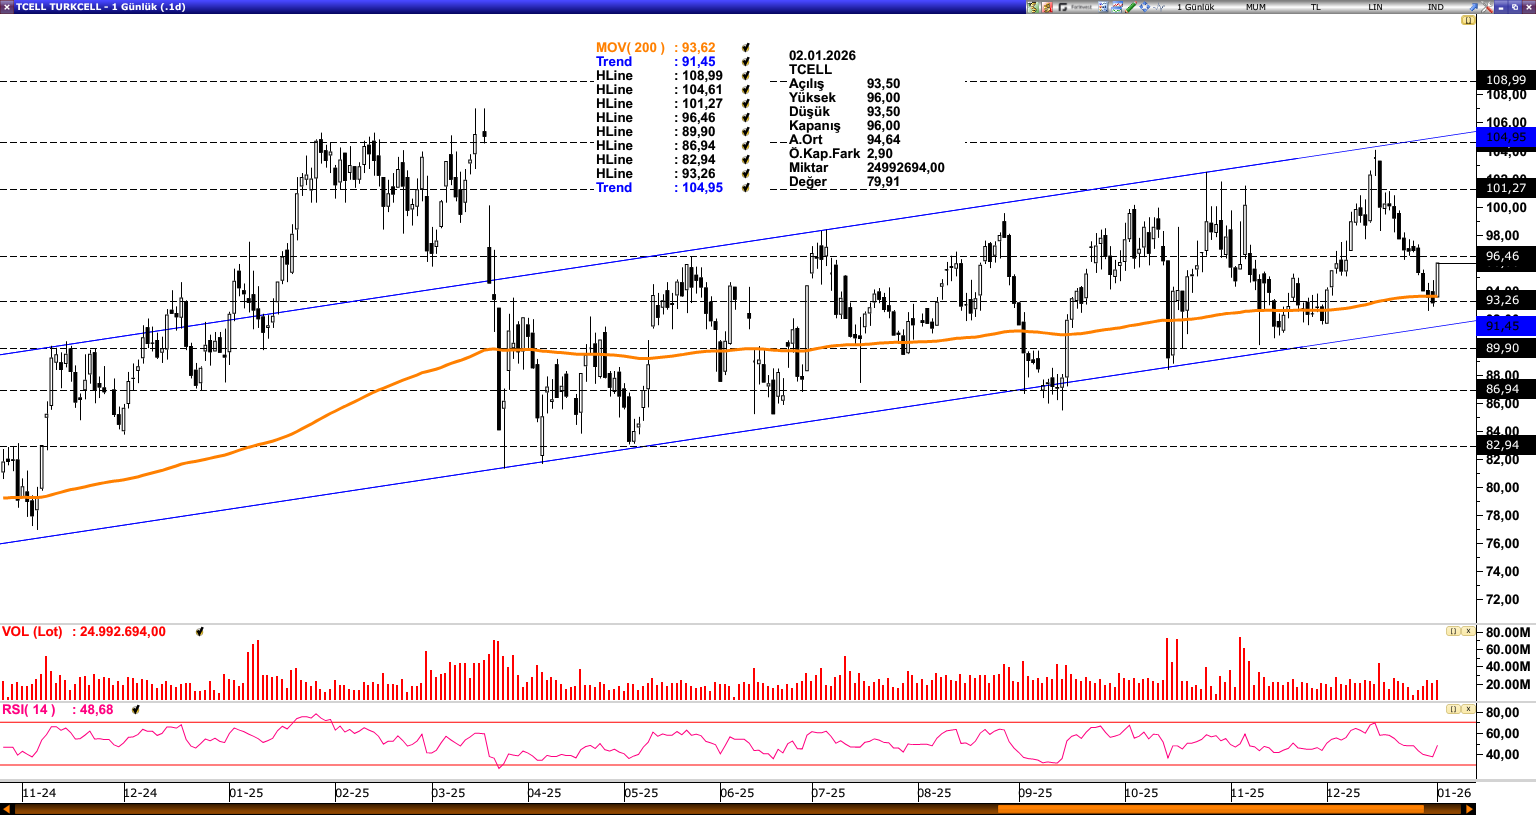 TCELL TURKCELL - 1 Günlük (.1d)
1 Günlük MUM TL LIN IND
MOV( 200 ) : 93,62
Trend : 91,45
HLine : 108,99
HLine : 104,61
HLine : 101,27
HLine : 96,46
HLine : 89,90
HLine : 86,94
HLine : 82,94
HLine : 93,26
Trend : 104,95
02.01.2026
TCELL
Açılış 93,50
Yüksek 96,00
Düşük 93,50
Kapanış 96,00
A.Ort 94,64
Ö.Kap.Fark 2,90
Miktar 24992694,00
Değer 79,91
108,99
108,00
106,00
104,95
104,00
102,00
101,27
100,00
98,00
96,46
94,00
93,26
91,45
89,90
88,00
86,94
86,00
84,00
82,94
82,00
80,00
78,00
76,00
74,00
72,00
VOL (Lot) : 24.992.694,00
80.00M
60.00M
40.00M
20.00M
RSI( 14 ) : 48,68
80,00
60,00
40,00
11-24 12-24 01-25 02-25 03-25 04-25 05-25 06-25 07-25 08-25 09-25 10-25 11-25 12-25 01-26